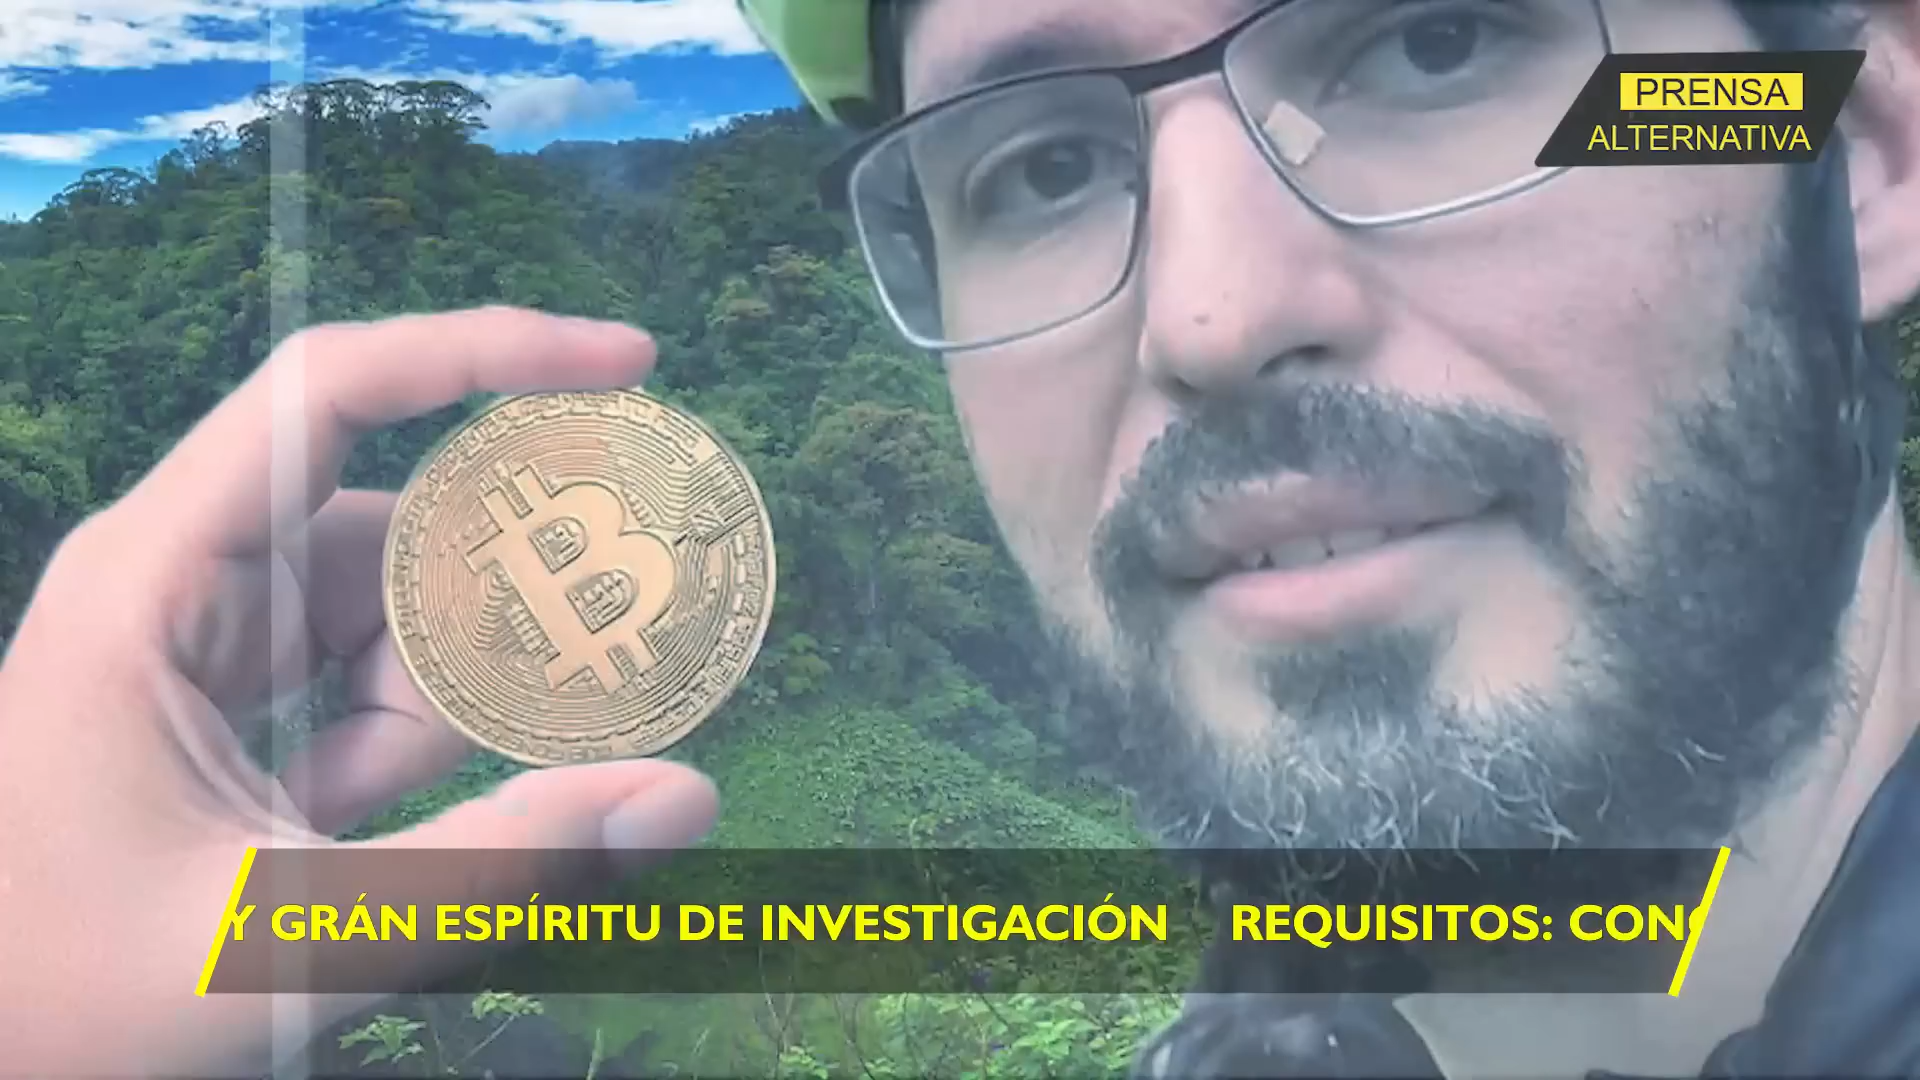 PRENSA
ALTERNATIVA
Y GRÁN ESPÍRITU DE INVESTIGACIÓN REQUISITOS: